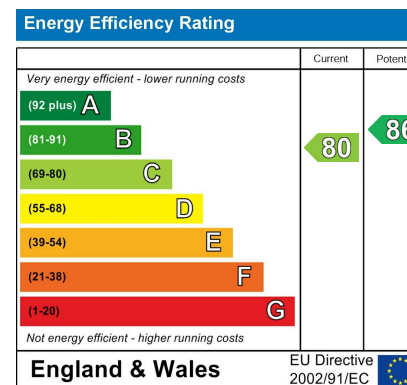 Energy Efficiency Rating
Current Potent
Very energy efficient - lower running costs
(92 plus) A
(81-91) B
(69-80) C
(55-68) D
(39-54) E
(21-38) F
(1-20) G
80
86
Not energy efficient - higher running costs
England & Wales
EU Directive
2002/91/EC